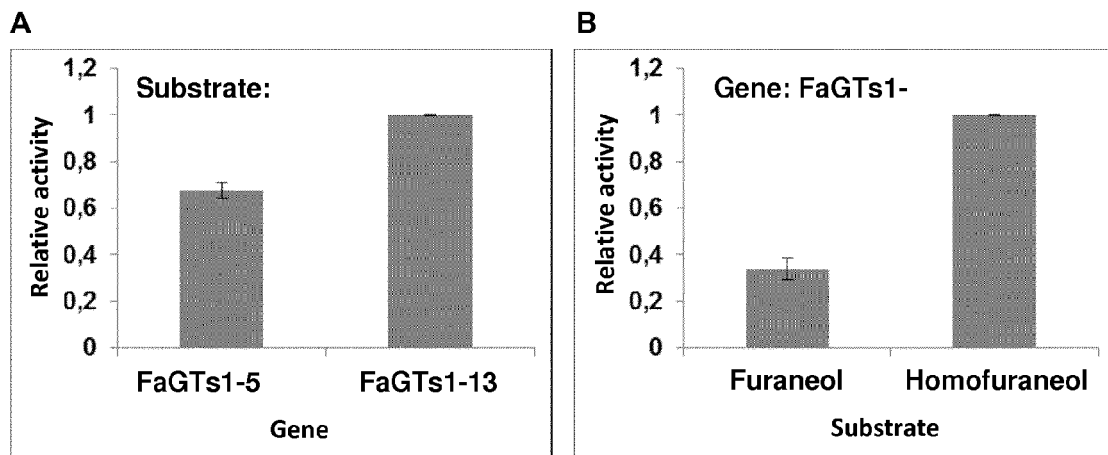 A
1,2
1
0,8
0,6
0,4
0,2
0
Relative activity
Substrate:
FaGTs1-5 FaGTs1-13
Gene
B
1,2
1
0,8
0,6
0,4
0,2
0
Relative activity
Gene: FaGTs1-
Furaneol Homofuraneol
Substrate